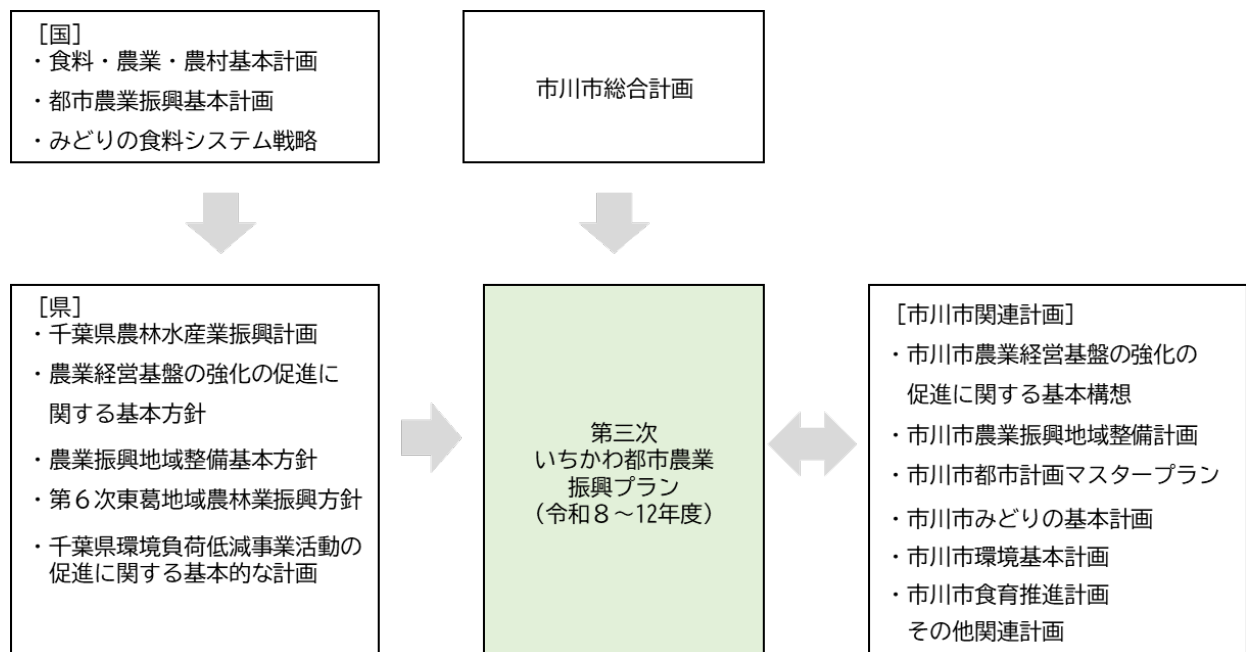 ［国］
・食料・農業・農村基本計画
・都市農業振興基本計画
・みどりの食料システム戦略
市川市総合計画
［県］
・千葉県農林水産業振興計画
・農業経営基盤の強化の促進に
関する基本方針
・農業振興地域整備基本方針
・第６次東葛地域農林業振興方針
・千葉県環境負荷低減事業活動の
促進に関する基本的な計画
第三次
いちかわ都市農業
振興プラン
（令和８～12年度）
［市川市関連計画］
・市川市農業経営基盤の強化の
促進に関する基本構想
・市川市農業振興地域整備計画
・市川市都市計画マスタープラン
・市川市みどりの基本計画
・市川市環境基本計画
・市川市食育推進計画
その他関連計画